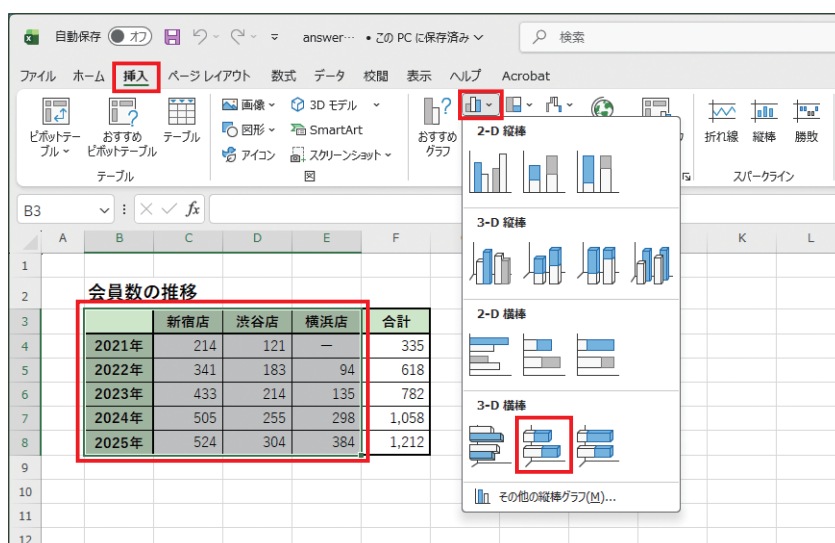 自動保存 オフ answer… • この PC に保存済み 検索
ファイル ホーム 挿入 ページ レイアウト 数式 データ 校閲 表示 ヘルプ Acrobat
ピボットテーブル
おすすめ
ピボットテーブル
テーブル
テーブル
画像
図形
アイコン
3D モデル
SmartArt
スクリーンショット
図
おすすめ
グラフ
折れ線 縦棒 勝敗
スパークライン
2-D 縦棒
3-D 縦棒
2-D 横棒
3-D 横棒
その他の縦棒グラフ(M)...
B3 fx
A B C D E F K L
1
2 会員数の推移
3 新宿店 渋谷店 横浜店 合計
4 2021年 214 121 － 335
5 2022年 341 183 94 618
6 2023年 433 214 135 782
7 2024年 505 255 298 1,058
8 2025年 524 304 384 1,212
9
10
11
12